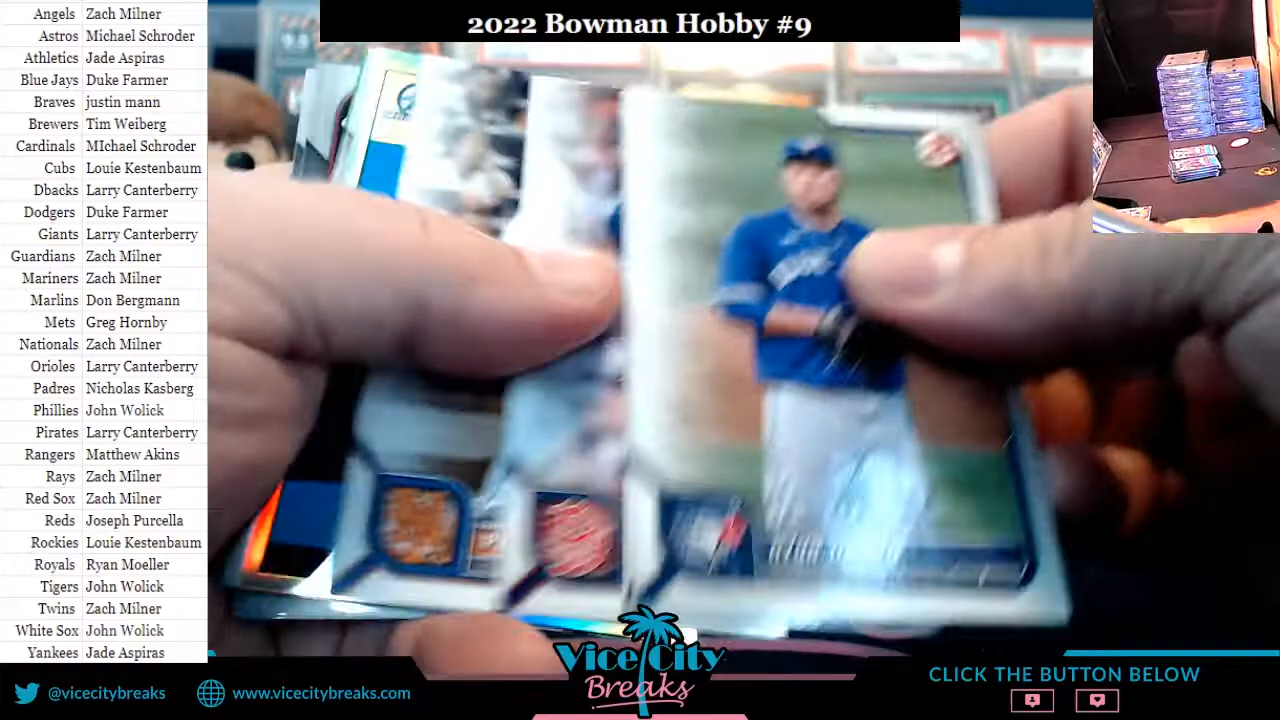 2022 Bowman Hobby #9
Angels Zach Milner
Astros Michael Schroder
Athletics Jade Aspiras
Blue Jays Duke Farmer
Braves justin mann
Brewers Tim Weiberg
Cardinals MIchael Schroder
Cubs Louie Kestenbaum
Dbacks Larry Canterberry
Dodgers Duke Farmer
Giants Larry Canterberry
Guardians Zach Milner
Mariners Zach Milner
Marlins Don Bergmann
Mets Greg Hornby
Nationals Zach Milner
Orioles Larry Canterberry
Padres Nicholas Kasberg
Phillies John Wolick
Pirates Larry Canterberry
Rangers Matthew Akins
Rays Zach Milner
Red Sox Zach Milner
Reds Joseph Purcella
Rockies Louie Kestenbaum
Royals Ryan Moeller
Tigers John Wolick
Twins Zach Milner
White Sox John Wolick
Yankees Jade Aspiras
@vicecitybreaks
www.vicecitybreaks.com
Vice City
Breaks
CLICK THE BUTTON BELOW